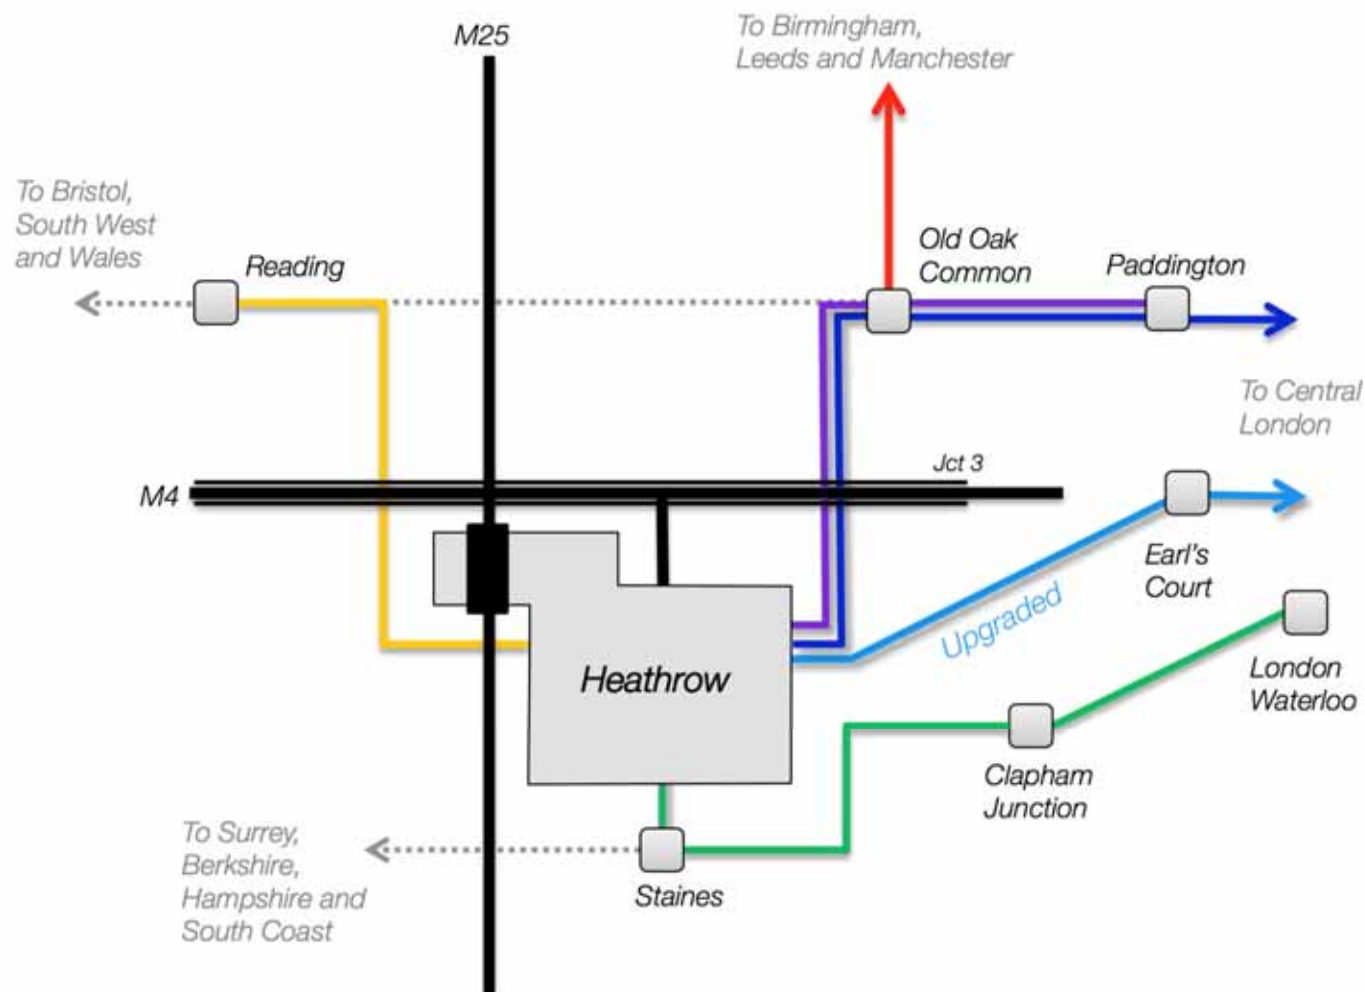 M25
To Birmingham,
Leeds and Manchester
To Bristol,
South West
and Wales
Reading
Old Oak
Common
Paddington
To Central
London
Jct 3
M4
Earl's
Court
Upgraded
Heathrow
London
Waterloo
Clapham
Junction
To Surrey,
Berkshire,
Hampshire and
South Coast
Staines